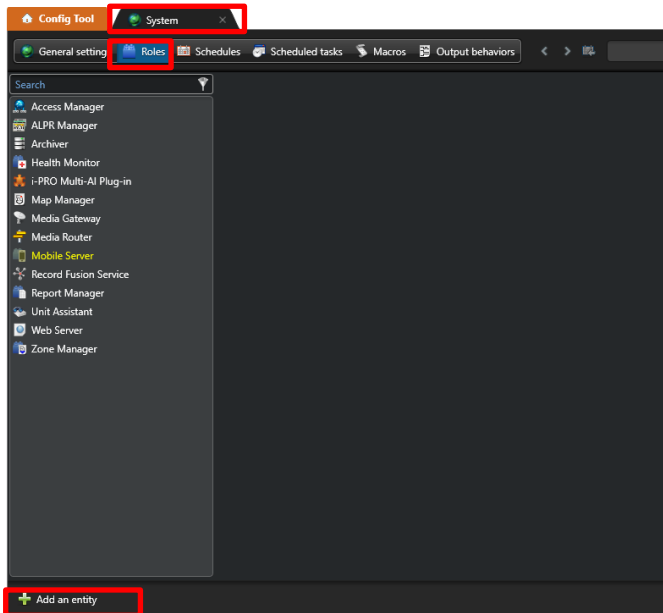 Config Tool System
General setting Roles Schedules Scheduled tasks Macros Output behaviors
Search
Access Manager
ALPR Manager
Archiver
Health Monitor
i-PRO Multi-AI Plug-in
Map Manager
Media Gateway
Media Router
Mobile Server
Record Fusion Service
Report Manager
Unit Assistant
Web Server
Zone Manager
Add an entity